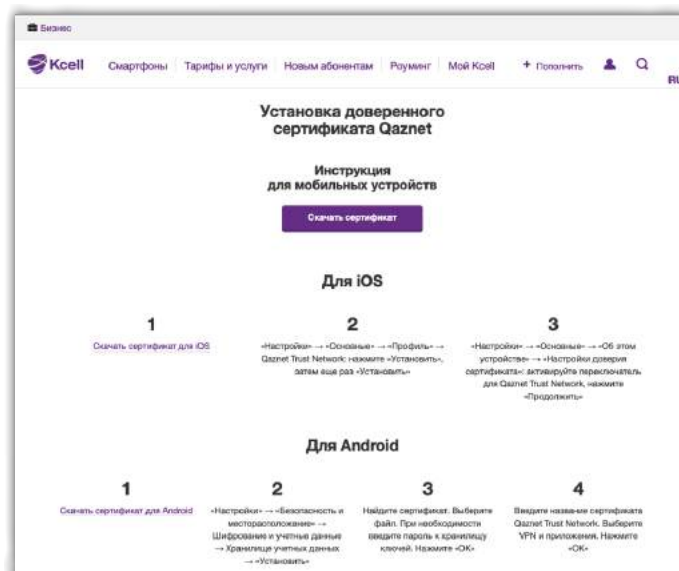 Бизнес
Kcell Смартфоны Тарифы и услуги Новым абонентам Роуминг Мой Kcell + Пополнить
RU
Установка доверенного
сертификата Qaznet
Инструкция
для мобильных устройств
Скачать сертификат
Для iOS
1
Скачать сертификат для iOS
2
«Настройки» → «Основные» → «Профиль» →
Qaznet Trust Network: нажмите «Установить»,
затем еще раз «Установить»
3
«Настройки» → «Основные» → «Об этом
устройстве» → «Настройки доверия
сертификата»: активируйте переключатель
для Qaznet Trust Network, нажмите
«Продолжить»
Для Android
1
Скачать сертификат для Android
2
«Настройки» → «Безопасность и
месторасположение» →
Шифрование и учетные данные
→ Хранилище учетных данных
→ «Установить»
3
Найдите сертификат. Выберите
файл. При необходимости
введите пароль к хранилищу
ключей. Нажмите «OK»
4
Введите название сертификата
Qaznet Trust Network. Выберите
VPN и приложения. Нажмите
«OK»